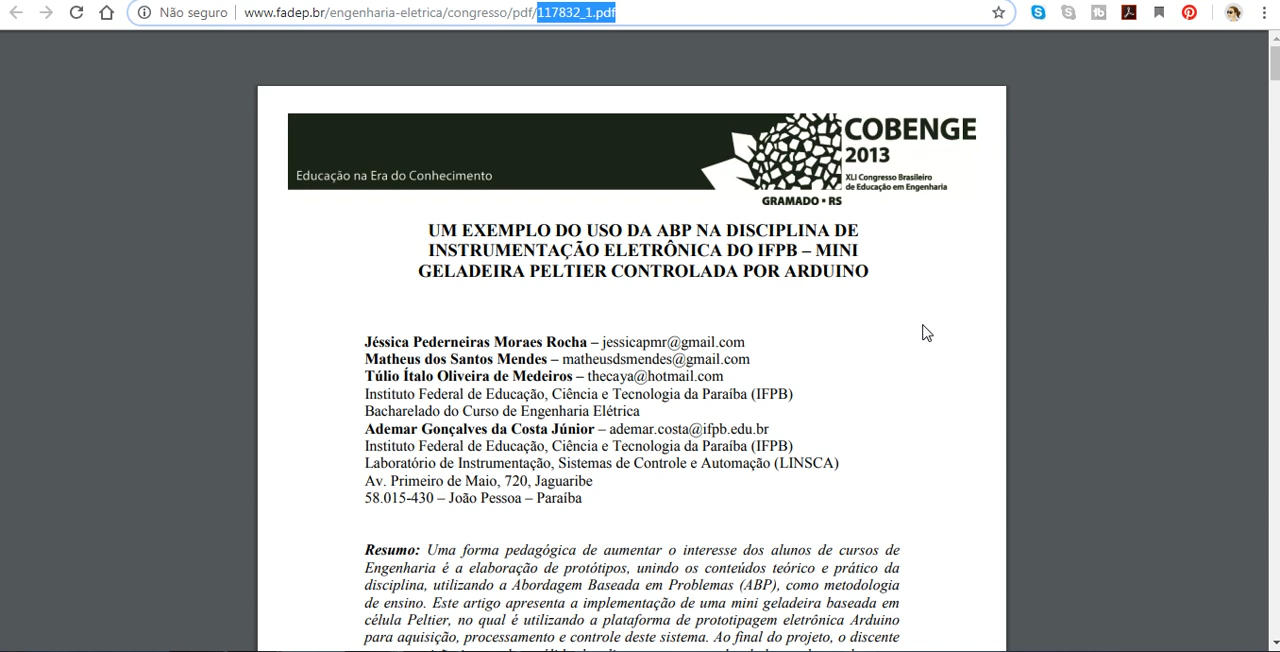 Não seguro | www.fadep.br/engenharia-eletrica/congresso/pdf/117832_1.pdf
Educação na Era do Conhecimento
COBENGE
2013
XLI Congresso Brasileiro
de Educação em Engenharia
GRAMADO • RS
UM EXEMPLO DO USO DA ABP NA DISCIPLINA DE
INSTRUMENTAÇÃO ELETRÔNICA DO IFPB – MINI
GELADEIRA PELTIER CONTROLADA POR ARDUINO
Jéssica Pederneiras Moraes Rocha – jessicapmr@gmail.com
Matheus dos Santos Mendes – matheusdsmendes@gmail.com
Túlio Ítalo Oliveira de Medeiros – thecaya@hotmail.com
Instituto Federal de Educação, Ciência e Tecnologia da Paraíba (IFPB)
Bacharelado do Curso de Engenharia Elétrica
Ademar Gonçalves da Costa Júnior – ademar.costa@ifpb.edu.br
Instituto Federal de Educação, Ciência e Tecnologia da Paraíba (IFPB)
Laboratório de Instrumentação, Sistemas de Controle e Automação (LINSCA)
Av. Primeiro de Maio, 720, Jaguaribe
58.015-430 – João Pessoa – Paraíba
Resumo: Uma forma pedagógica de aumentar o interesse dos alunos de cursos de
Engenharia é a elaboração de protótipos, unindo os conteúdos teórico e prático da
disciplina, utilizando a Abordagem Baseada em Problemas (ABP), como metodologia
de ensino. Este artigo apresenta a implementação de uma mini geladeira baseada em
célula Peltier, no qual é utilizando a plataforma de prototipagem eletrônica Arduino
para aquisição, processamento e controle deste sistema. Ao final do projeto, o discente